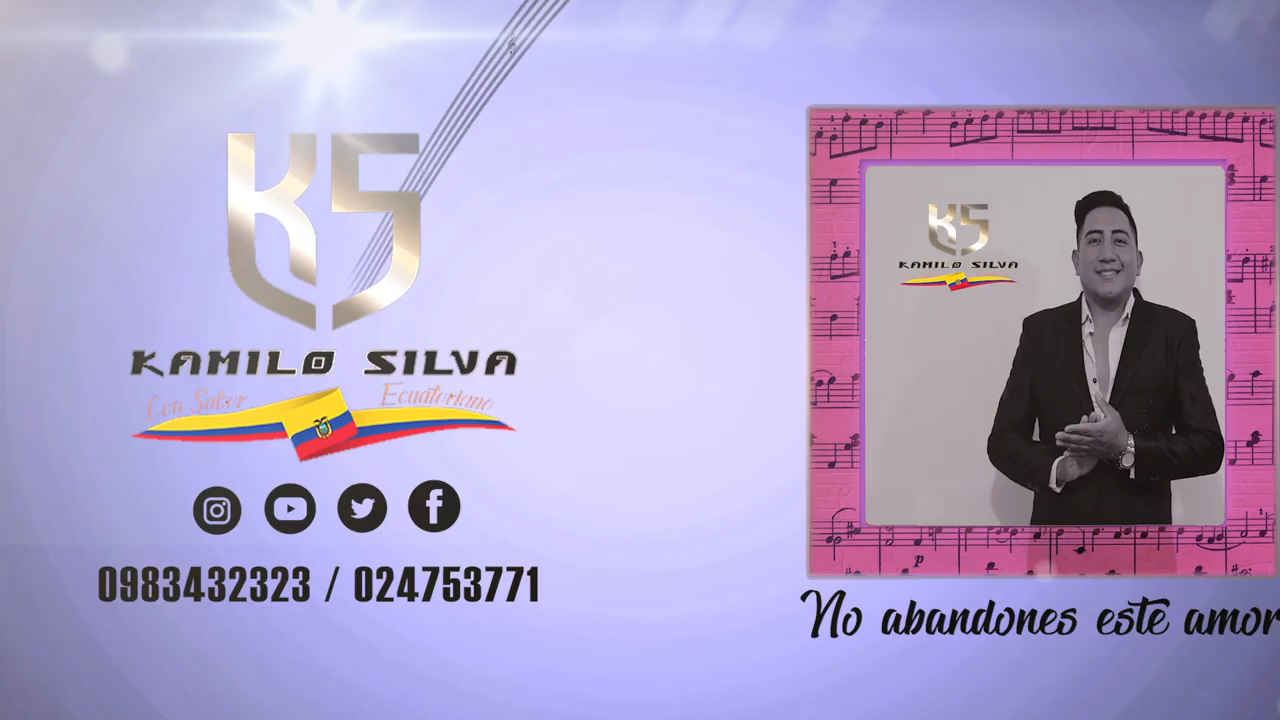 KS
KAMILO SILVA
Con Sabor Ecuatoriano
0983432323 / 024753771
KS
KAMILO SILVA
p
No abandones este amor